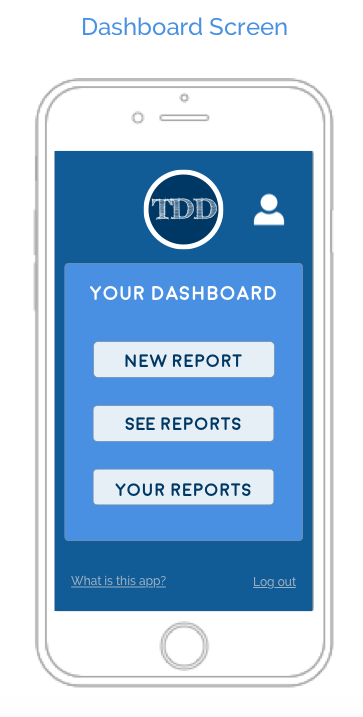 Dashboard Screen
TDD
YOUR DASHBOARD
NEW REPORT
SEE REPORTS
YOUR REPORTS
What is this app?
Log out